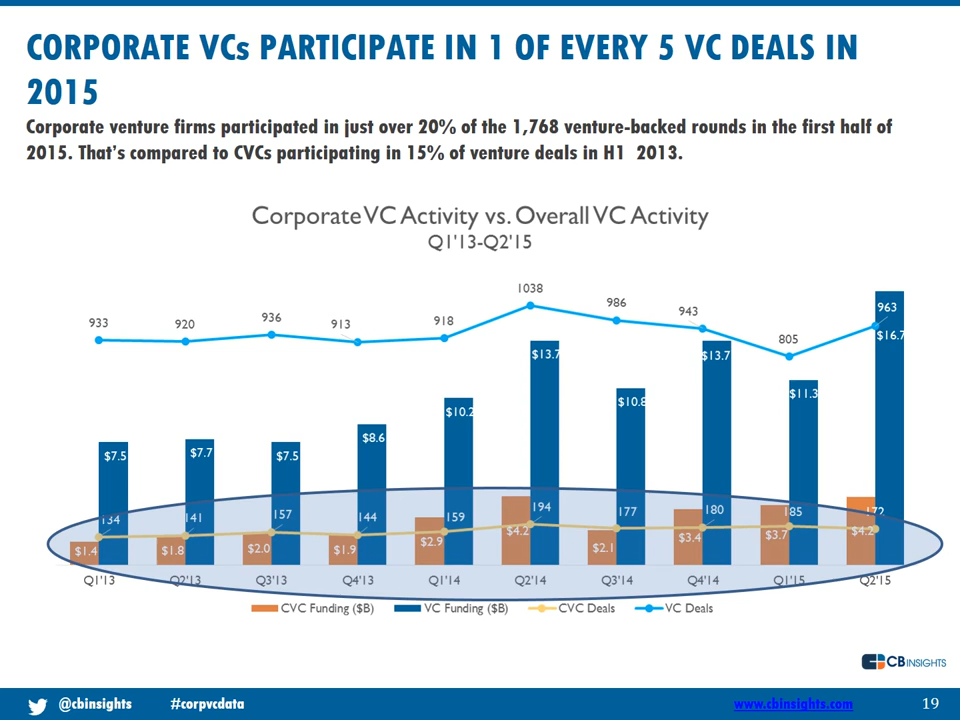 CORPORATE VCs PARTICIPATE IN 1 OF EVERY 5 VC DEALS IN
2015
Corporate venture firms participated in just over 20% of the 1,768 venture-backed rounds in the first half of
2015. That's compared to CVCs participating in 15% of venture deals in H1 2013.
Corporate VC Activity vs. Overall VC Activity
Q1'13-Q2'15
933 920 936 913 918 1038 986 943 805 963
$7.5 $7.7 $7.5 $8.6 $10.2 $13.7 $10.8 $13.7 $11.3 $16.7
134 141 157 144 159 194 177 180 185 172
$1.4 $1.8 $2.0 $1.9 $2.9 $4.2 $2.1 $3.4 $3.7 $4.2
Q1'13 Q2'13 Q3'13 Q4'13 Q1'14 Q2'14 Q3'14 Q4'14 Q1'15 Q2'15
CVC Funding ($B) VC Funding ($B) CVC Deals VC Deals
CBINSIGHTS
@cbinsights #corpvcdata www.cbinsights.com 19